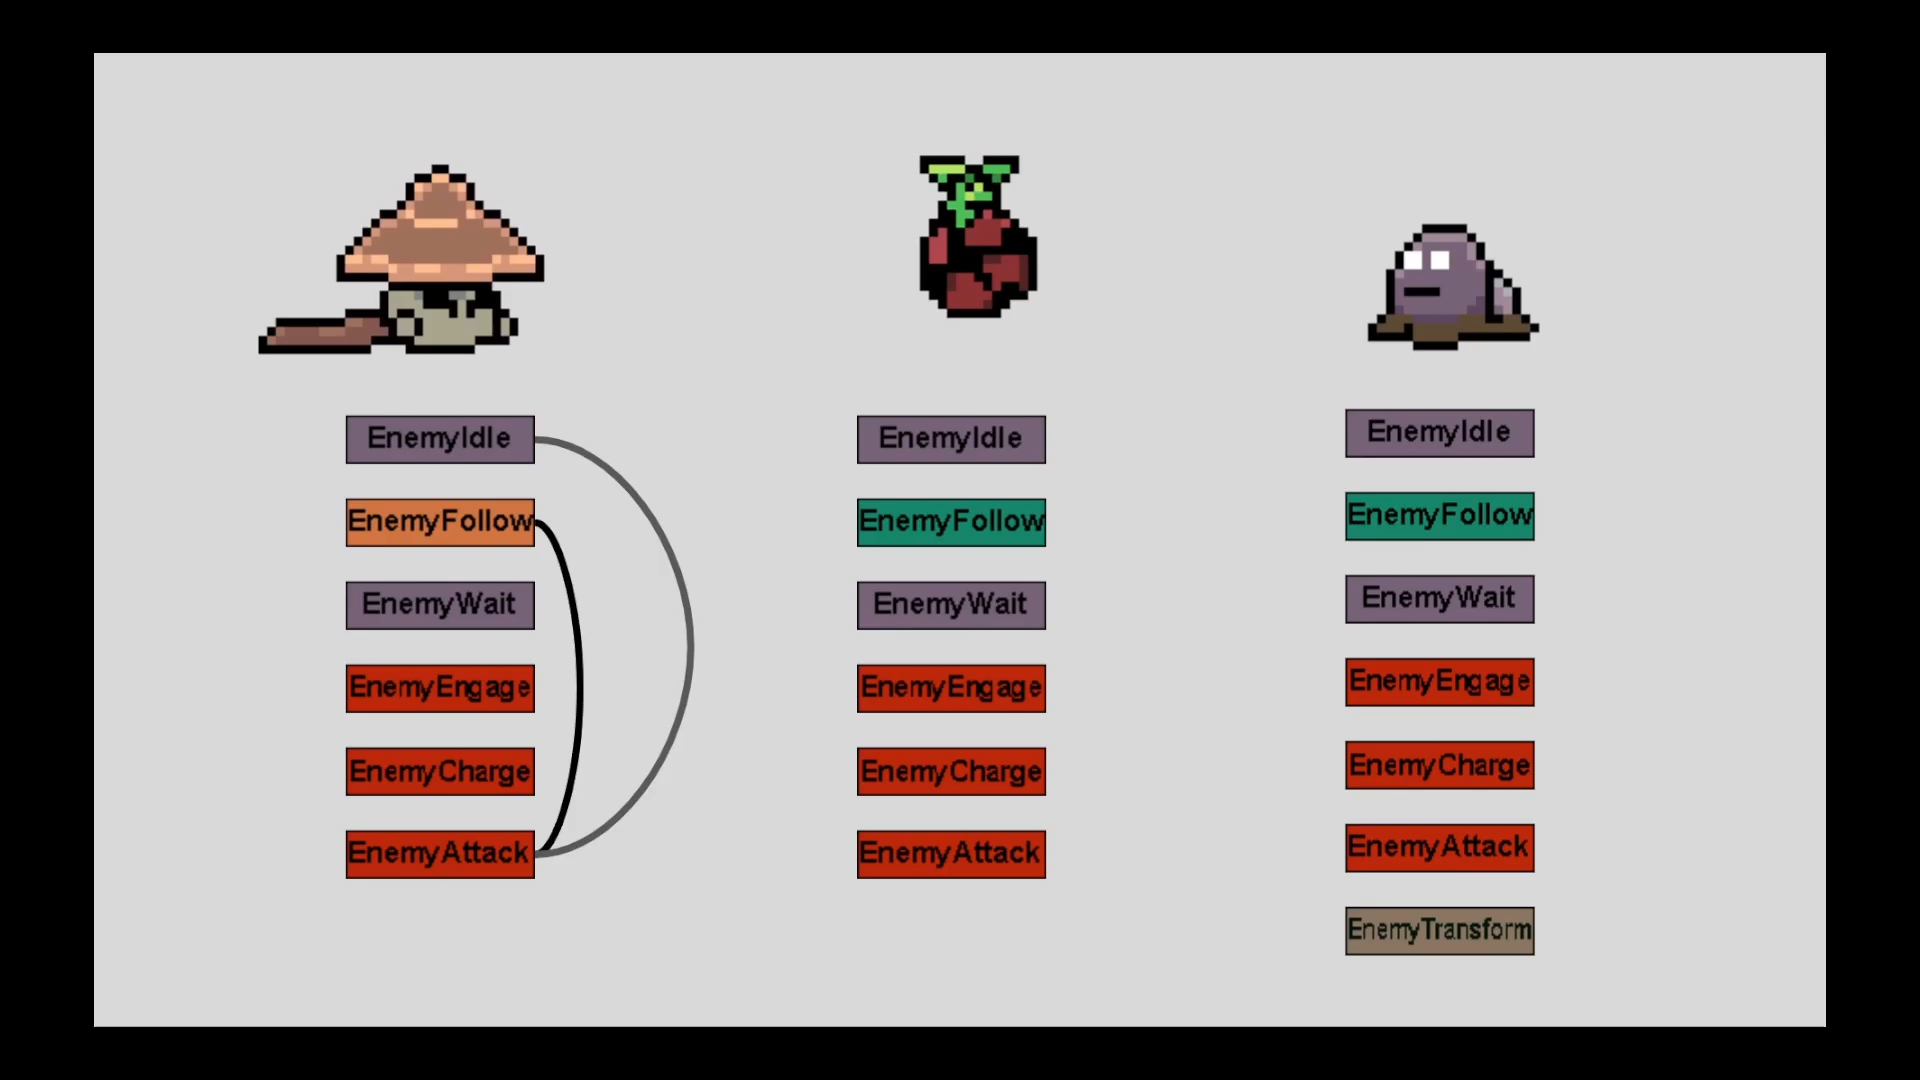 EnemyIdle
EnemyFollow
EnemyWait
EnemyEngage
EnemyCharge
EnemyAttack
EnemyIdle
EnemyFollow
EnemyWait
EnemyEngage
EnemyCharge
EnemyAttack
EnemyIdle
EnemyFollow
EnemyWait
EnemyEngage
EnemyCharge
EnemyAttack
EnemyTransform